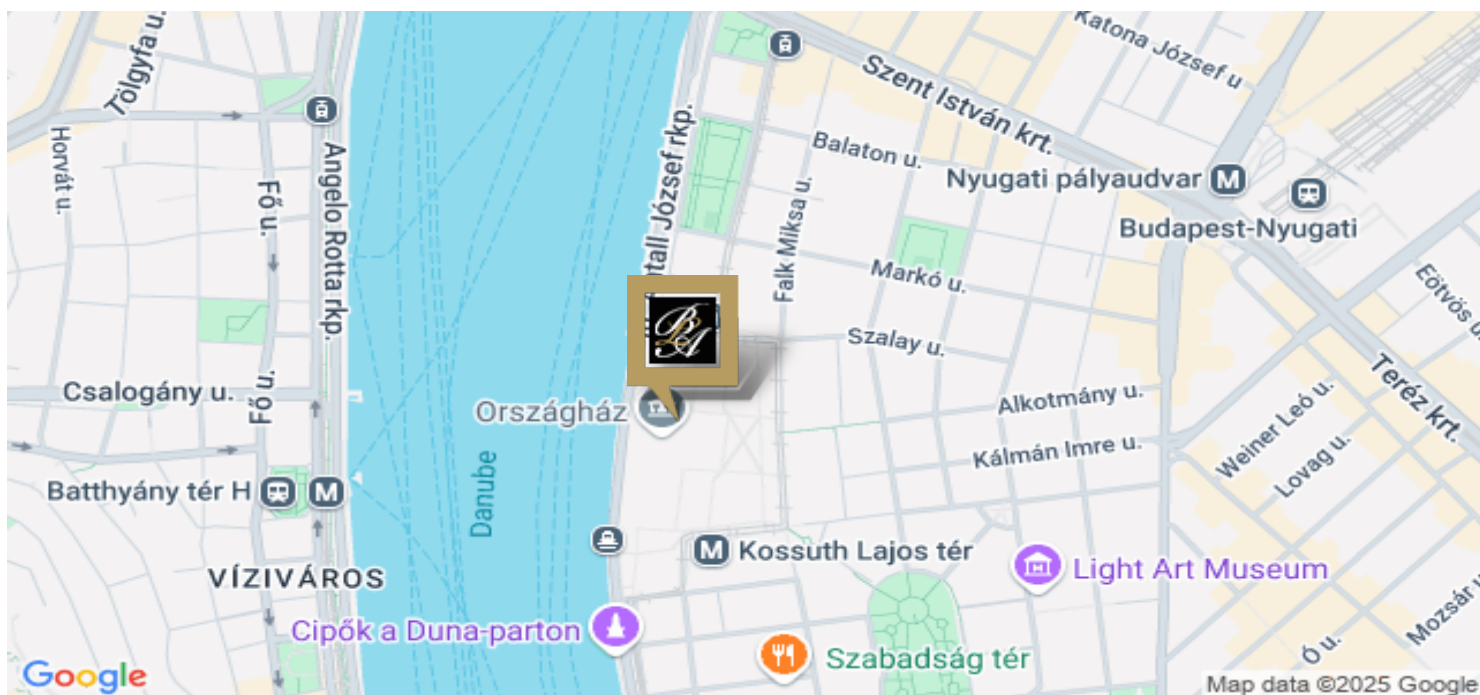 Tölgyfa u.
Horvát u.
Fő u.
Angelo Rotta rkp.
Csalogány u.
Fő u.
Batthyány tér H
M
VÍZIVÁROS
Danube
József rkp.
Országház
BA
Cipők a Duna-parton
Katona József u
Szent István krt.
Balaton u.
Nyugati pályaudvar M
Budapest-Nyugati
Falk Miksa u.
Markó u.
Szalay u.
Eötvös u.
Teréz krt.
Alkotmány u.
Weiner Leó u.
Kálmán Imre u.
Lovag u.
M Kossuth Lajos tér
Light Art Museum
Mozsár u
Szabadság tér
Ó u.
Google
Map data ©2025 Google